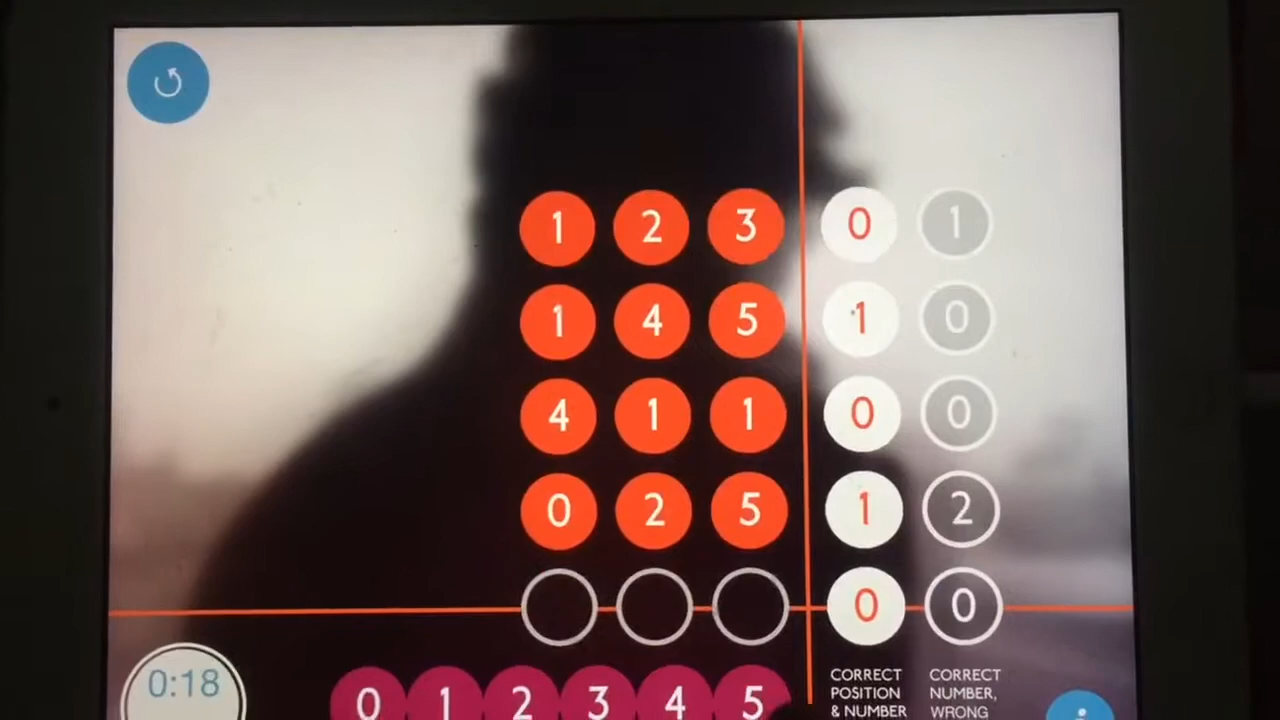 1 2 3 0 1
1 4 5 1 0
4 1 1 0 0
0 2 5 1 2
0 0
0:18
0 1 2 3 4 5
CORRECT
POSITION
& NUMBER
CORRECT
NUMBER,
WRONG
i